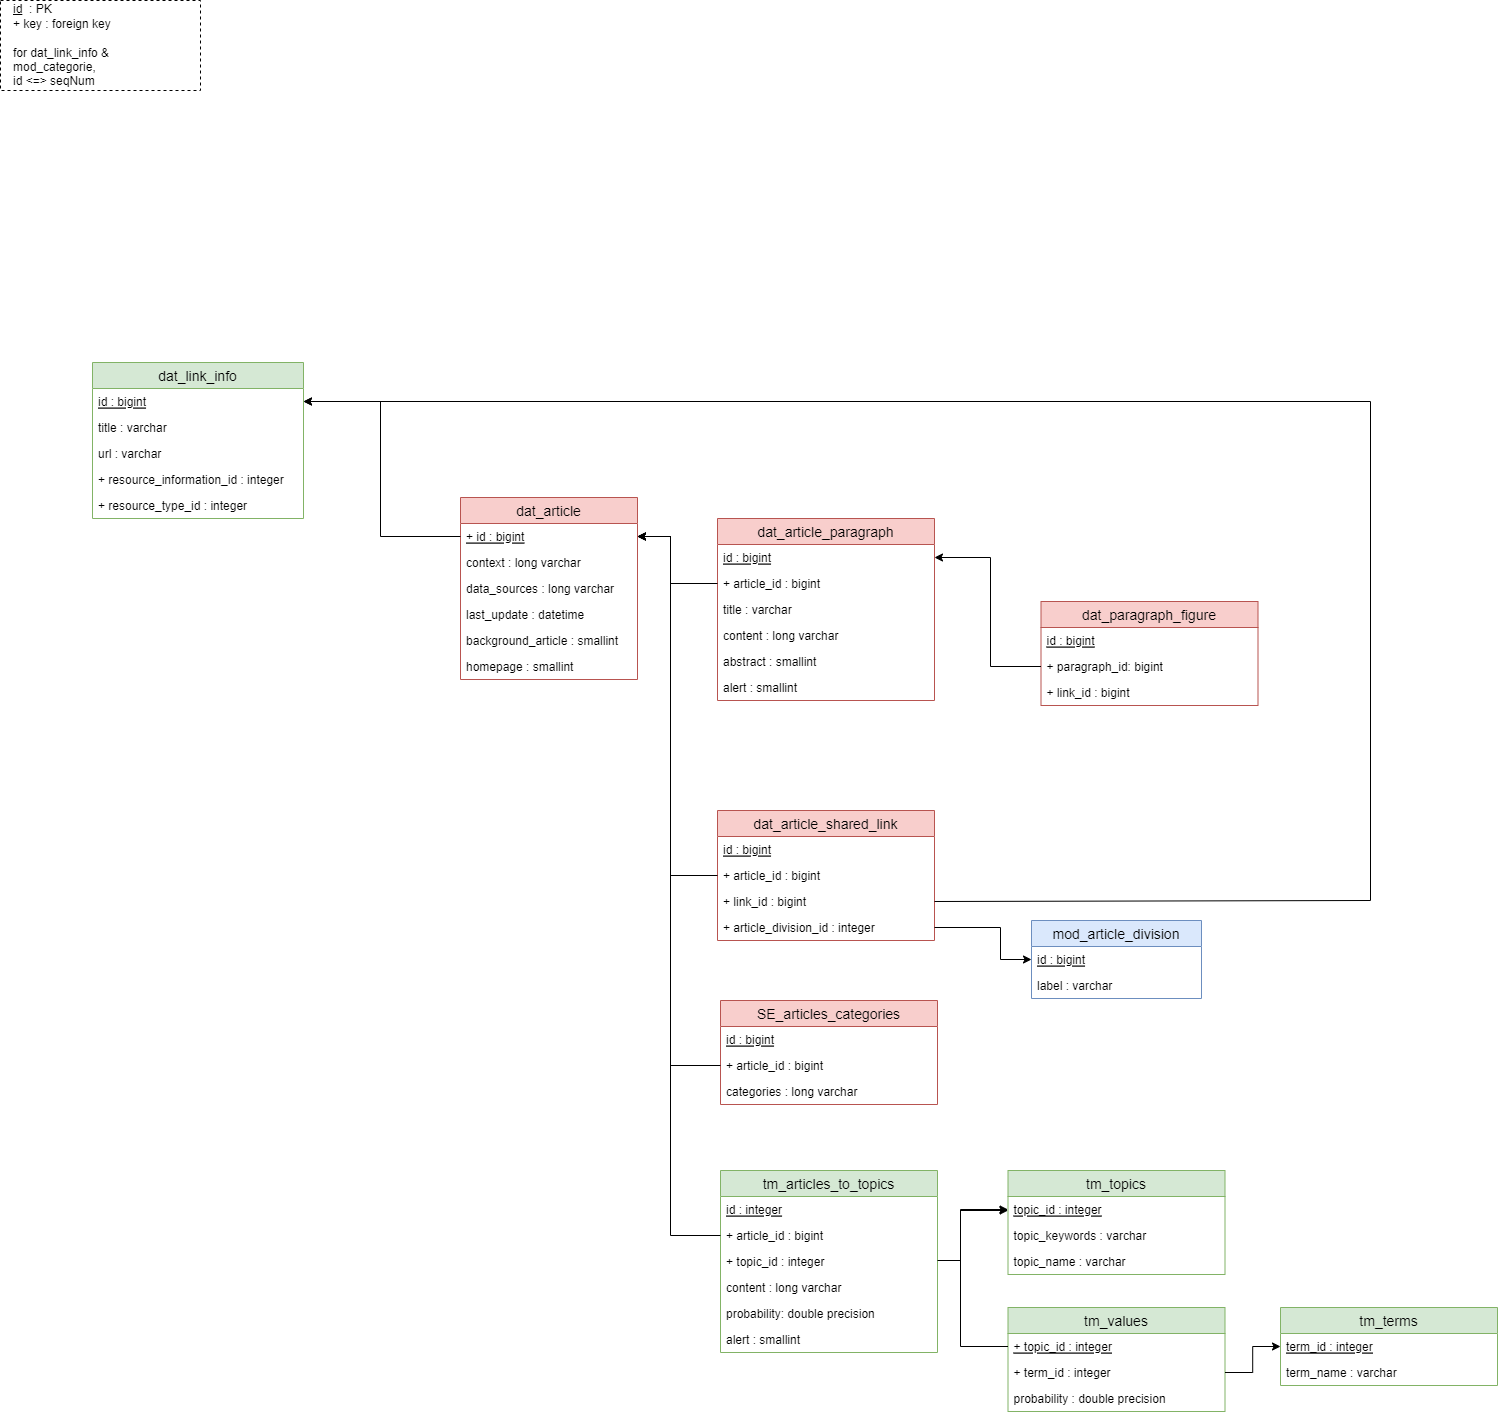 id : PK
+ key : foreign key
for dat_link_info &
mod_categorie,
id <=> seqNum
dat_link_info
id : bigint
title : varchar
url : varchar
+ resource_information_id : integer
+ resource_type_id : integer
dat_article
+ id : bigint
context : long varchar
data_sources : long varchar
last_update : datetime
background_article : smallint
homepage : smallint
dat_article_paragraph
id : bigint
+ article_id : bigint
title : varchar
content : long varchar
abstract : smallint
alert : smallint
dat_paragraph_figure
id : bigint
+ paragraph_id: bigint
+ link_id : bigint
dat_article_shared_link
id : bigint
+ article_id : bigint
+ link_id : bigint
+ article_division_id : integer
mod_article_division
id : bigint
label : varchar
SE_articles_categories
id : bigint
+ article_id : bigint
categories : long varchar
tm_articles_to_topics
id : integer
+ article_id : bigint
+ topic_id : integer
content : long varchar
probability: double precision
alert : smallint
tm_topics
topic_id : integer
topic_keywords : varchar
topic_name : varchar
tm_values
+ topic_id : integer
+ term_id : integer
probability : double precision
tm_terms
term_id : integer
term_name : varchar